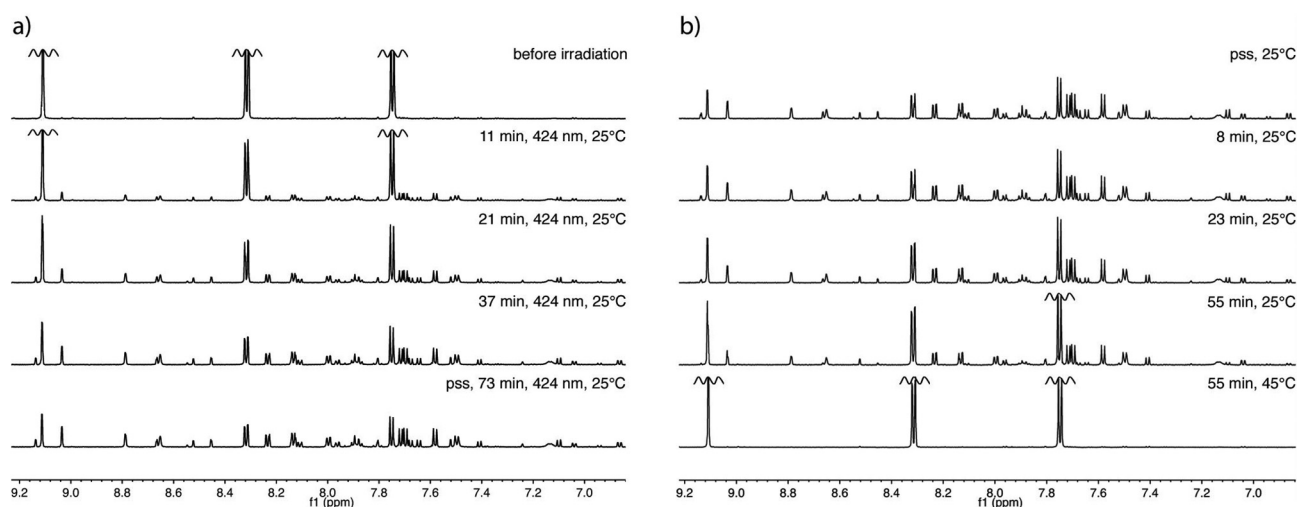 a)
before irradiation
11 min, 424 nm, 25°C
21 min, 424 nm, 25°C
37 min, 424 nm, 25°C
pss, 73 min, 424 nm, 25°C
9.2 9.0 8.8 8.6 8.4 8.2 8.0 7.8 7.6 7.4 7.2 7.0
f1 (ppm)
b)
pss, 25°C
8 min, 25°C
23 min, 25°C
55 min, 25°C
55 min, 45°C
9.2 9.0 8.8 8.6 8.4 8.2 8.0 7.8 7.6 7.4 7.2 7.0
f1 (ppm)